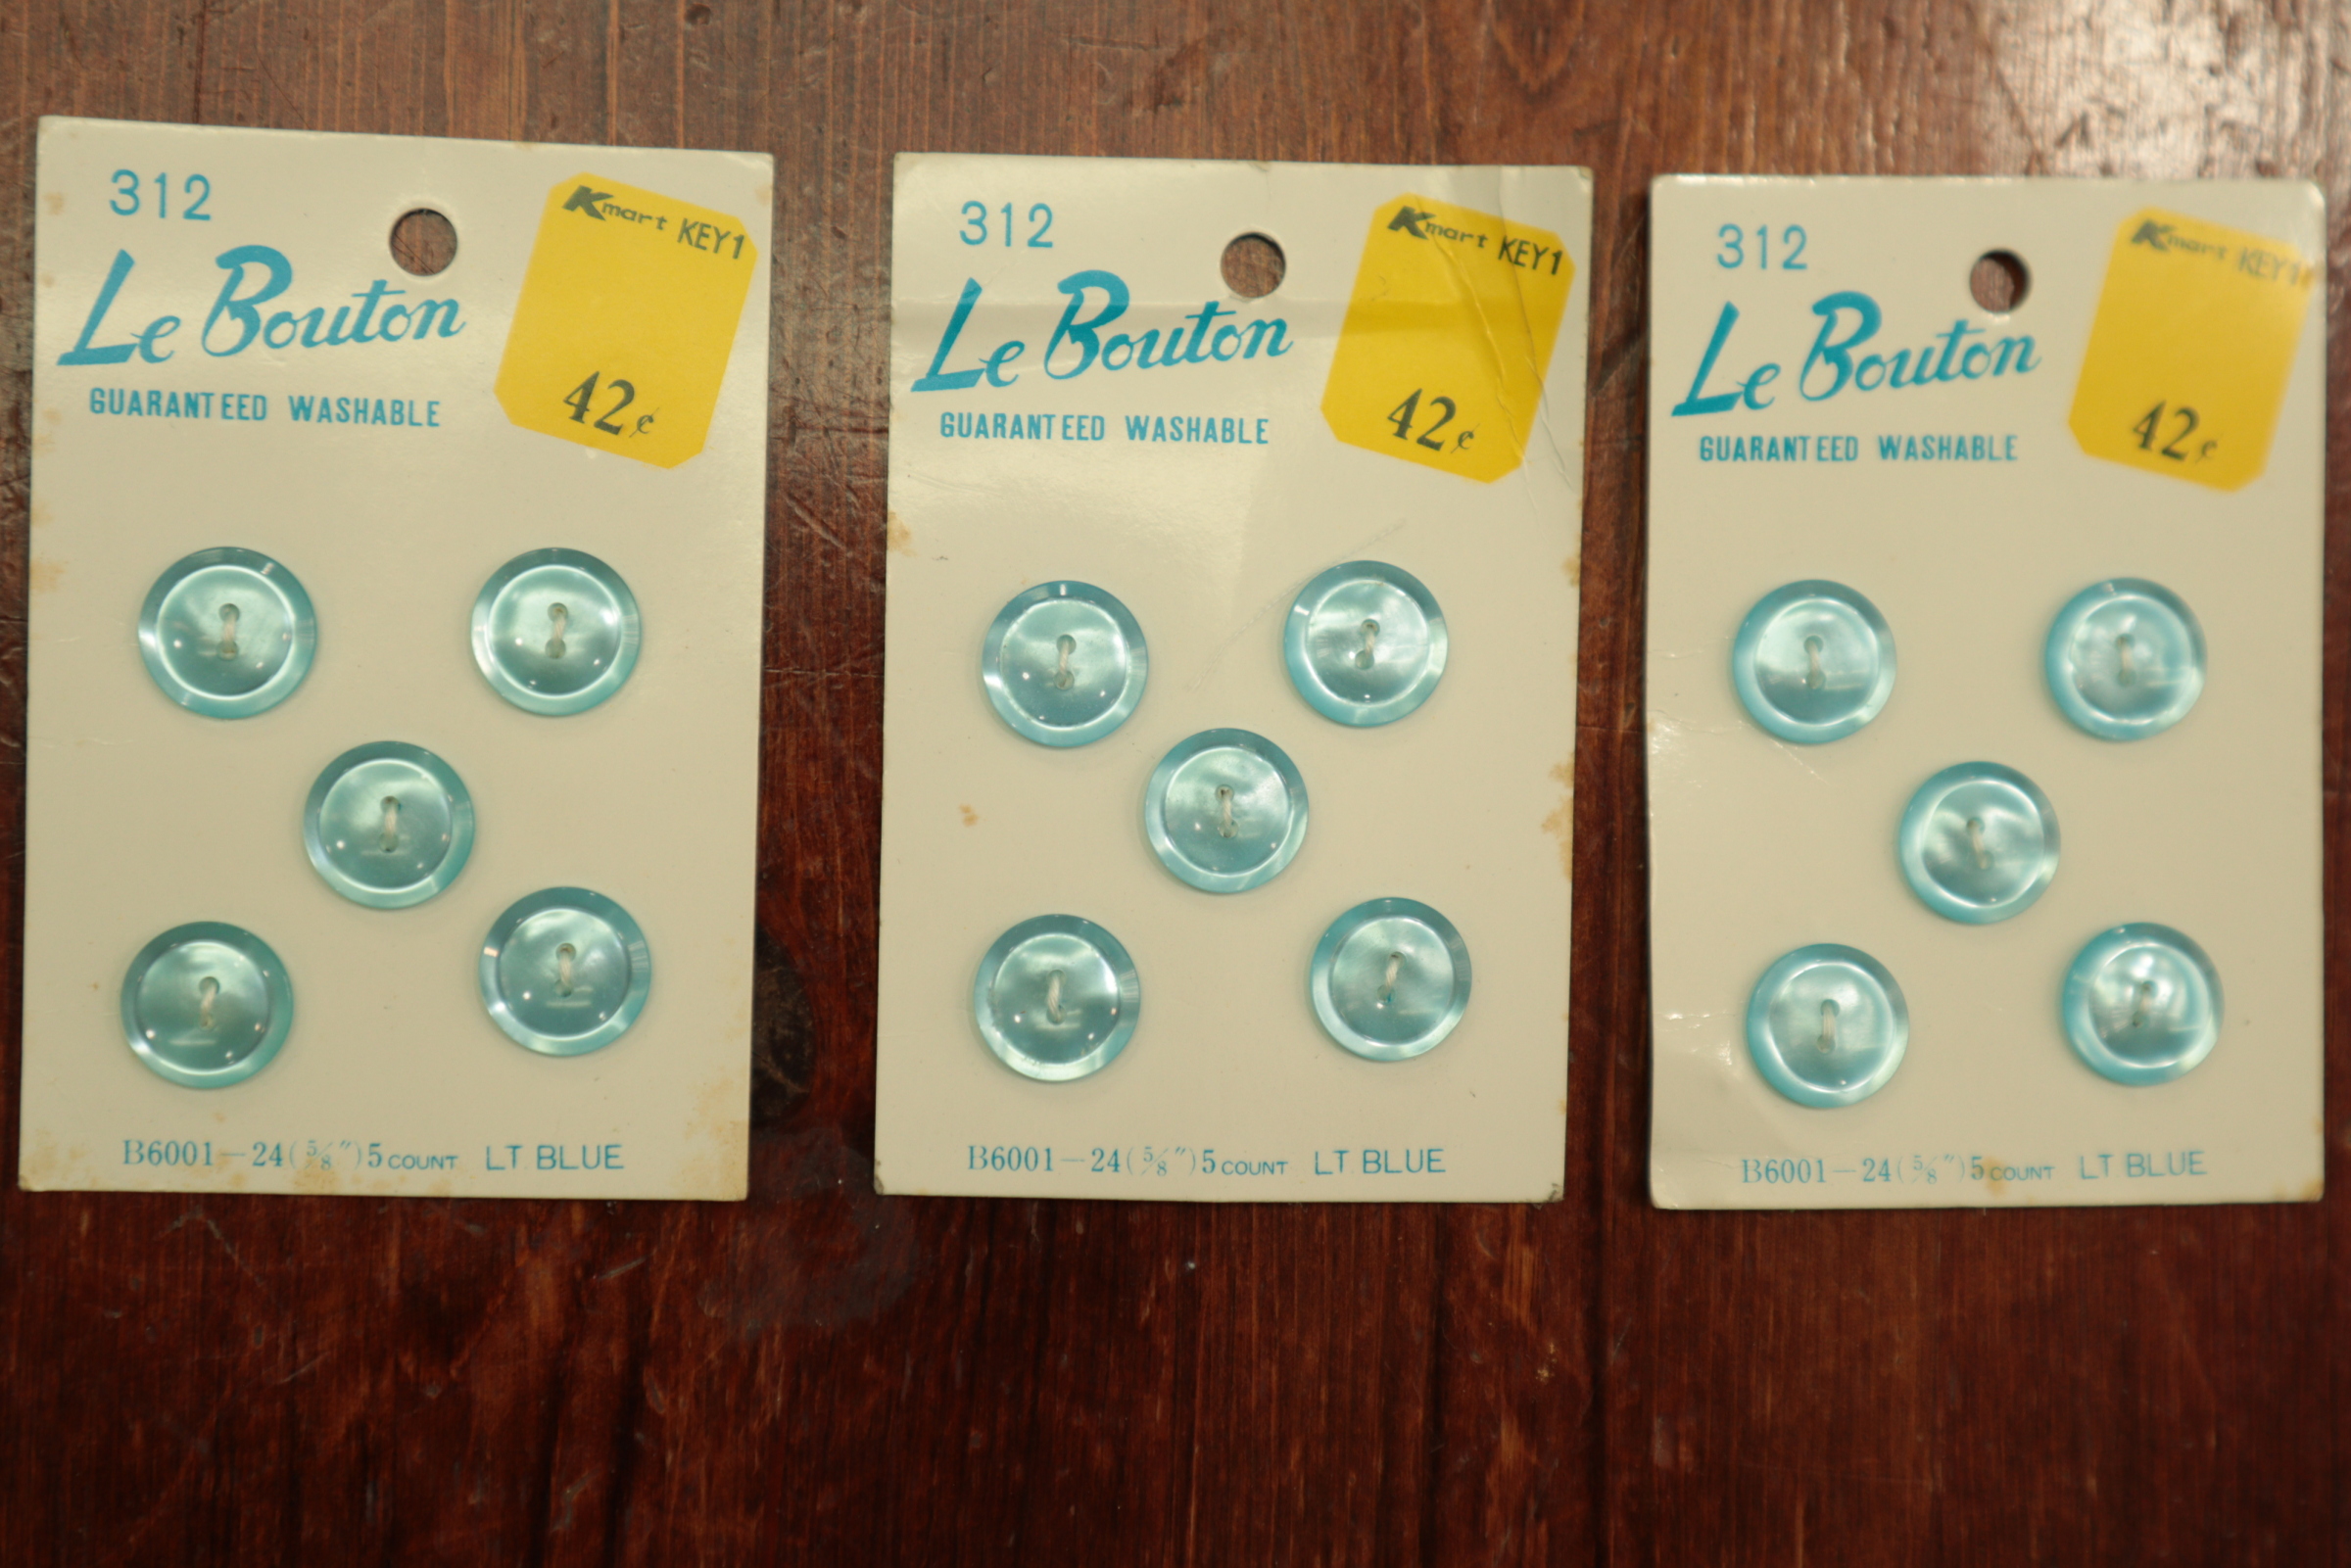 312
Le Bouton
GUARANTEED WASHABLE
Kmart KEY1
42¢
B6001-24(5/8")5 COUNT LT. BLUE
312
Le Bouton
GUARANTEED WASHABLE
Kmart KEY1
42¢
B6001-24(5/8")5 COUNT LT. BLUE
312
Le Bouton
GUARANTEED WASHABLE
Kmart KEY1
42¢
B6001-24(5/8")5 COUNT LT. BLUE